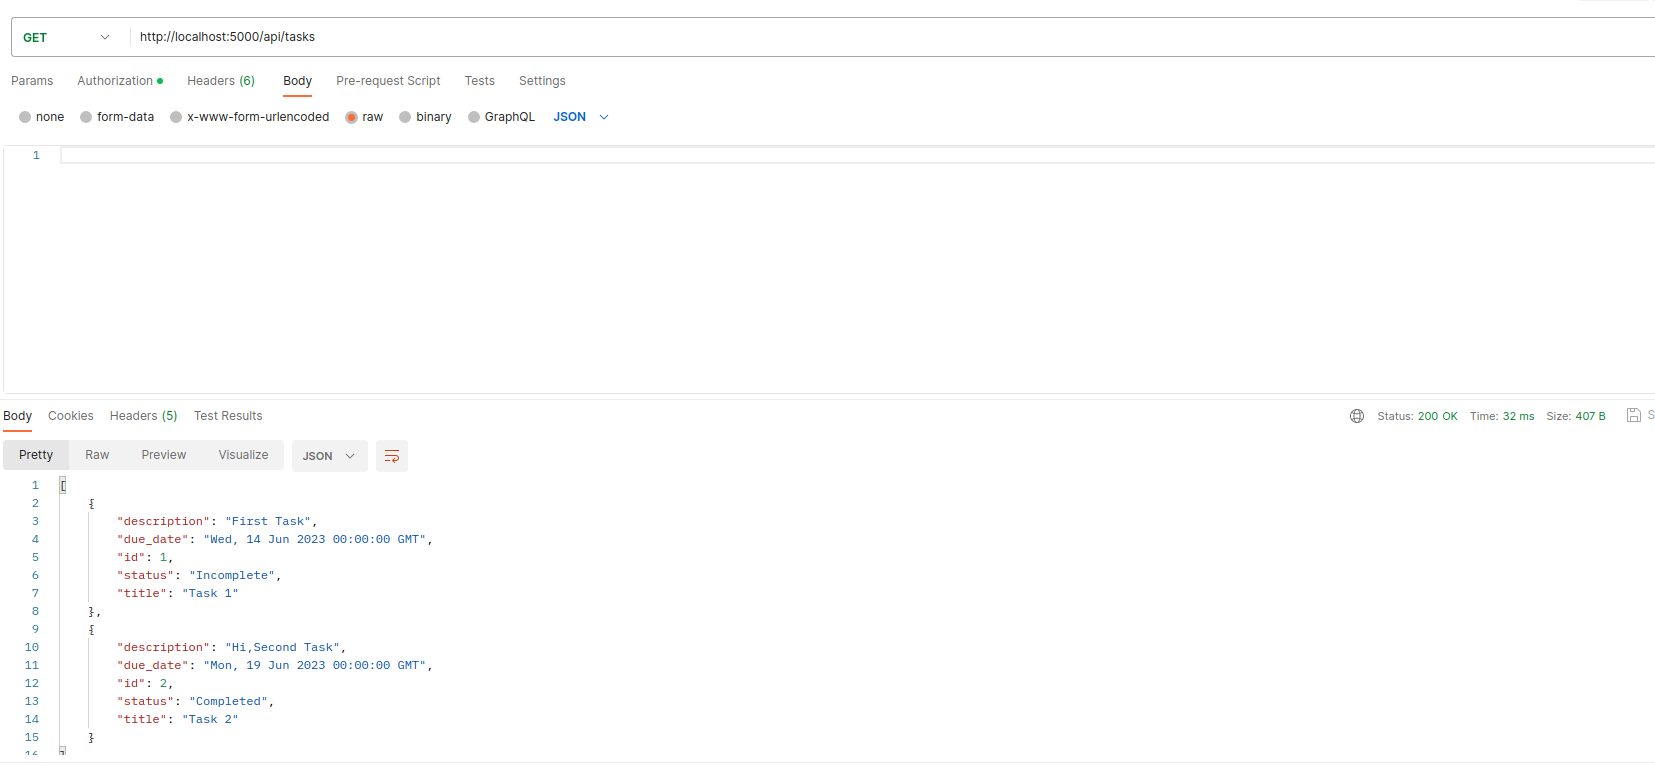 GET http://localhost:5000/api/tasks
Params Authorization Headers (6) Body Pre-request Script Tests Settings
none form-data x-www-form-urlencoded raw binary GraphQL JSON
1
Body Cookies Headers (5) Test Results Status: 200 OK Time: 32 ms Size: 407 B S
Pretty Raw Preview Visualize JSON
1 [
2 {
3 "description": "First Task",
4 "due_date": "Wed, 14 Jun 2023 00:00:00 GMT",
5 "id": 1,
6 "status": "Incomplete",
7 "title": "Task 1"
8 },
9 {
10 "description": "Hi,Second Task",
11 "due_date": "Mon, 19 Jun 2023 00:00:00 GMT",
12 "id": 2,
13 "status": "Completed",
14 "title": "Task 2"
15 }
16 ]